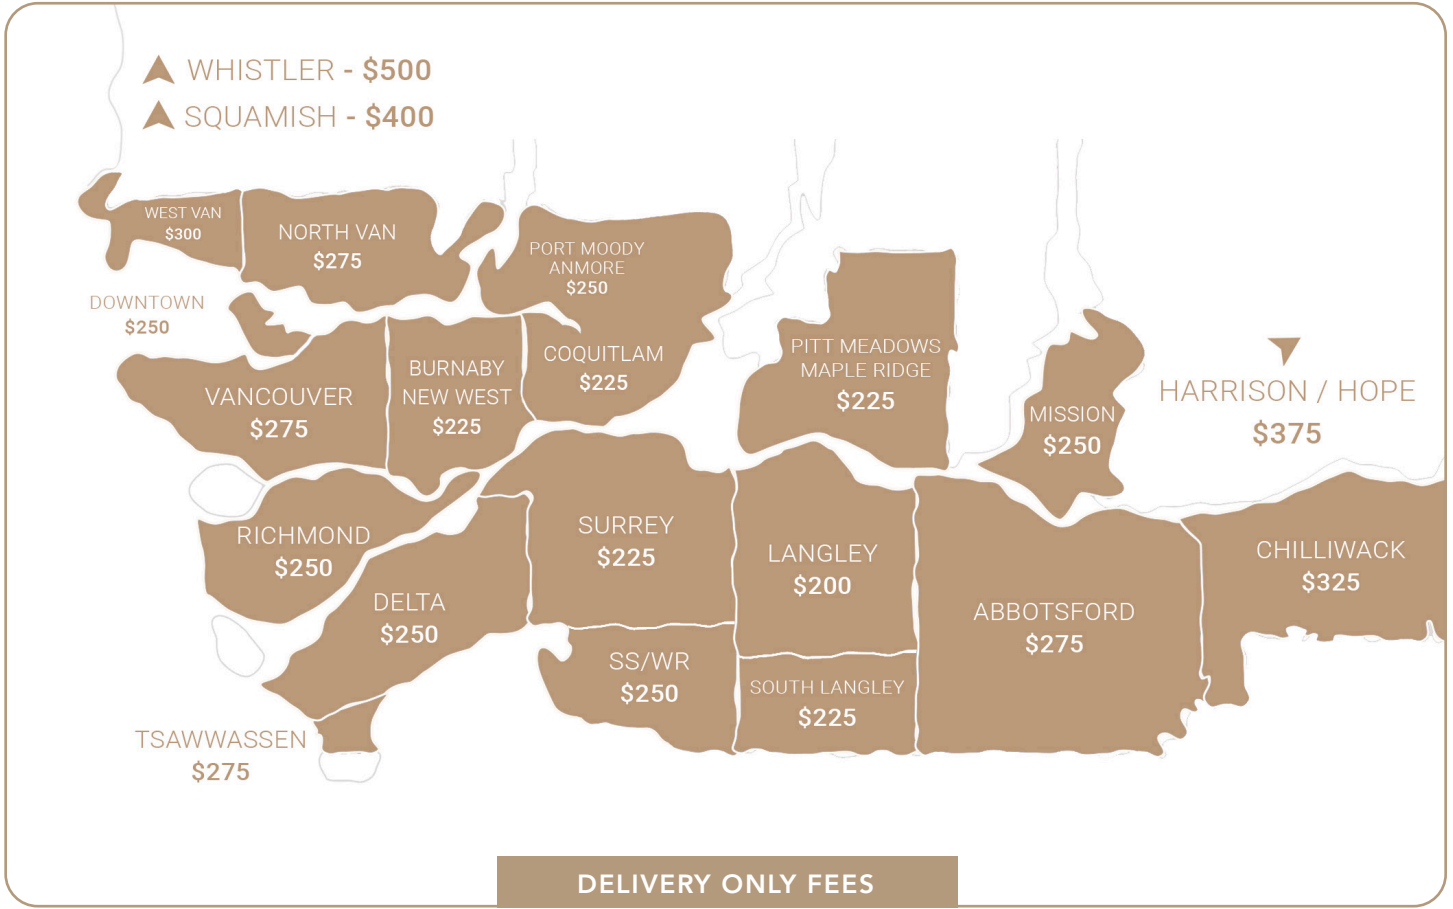 WHISTLER - $500
SQUAMISH - $400
WEST VAN
$300
NORTH VAN
$275
PORT MOODY
ANMORE
$250
DOWNTOWN
$250
VANCOUVER
$275
BURNABY
NEW WEST
$225
COQUITLAM
$225
PITT MEADOWS
MAPLE RIDGE
$225
MISSION
$250
HARRISON / HOPE
$375
RICHMOND
$250
DELTA
$250
SURREY
$225
LANGLEY
$200
ABBOTSFORD
$275
CHILLIWACK
$325
SS/WR
$250
SOUTH LANGLEY
$225
TSAWWASSEN
$275
DELIVERY ONLY FEES